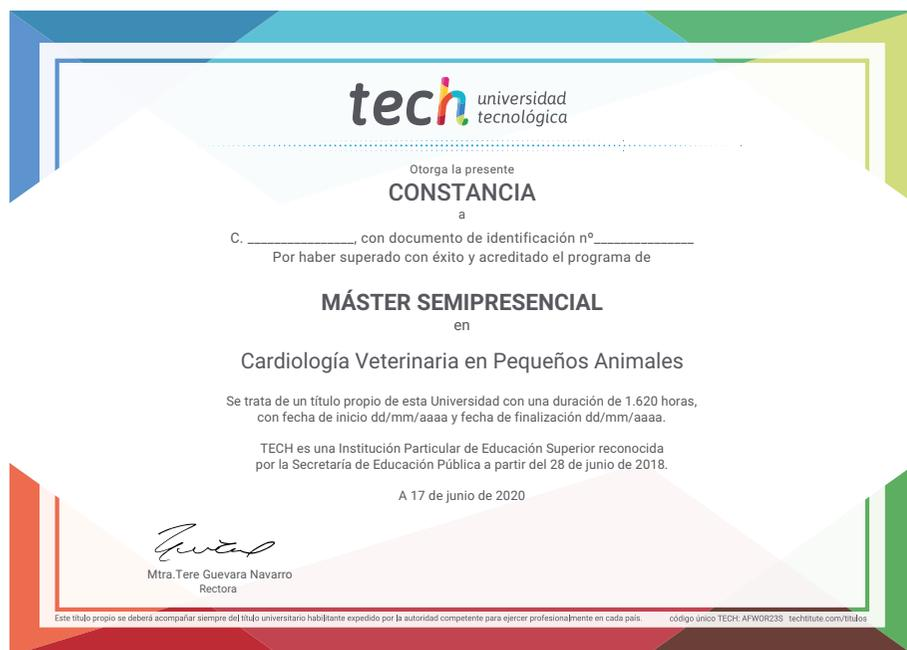 tech universidad
tecnológica
Otorga la presente
CONSTANCIA
a
C. ________________, con documento de identificación nº_______________
Por haber superado con éxito y acreditado el programa de
MÁSTER SEMIPRESENCIAL
en
Cardiología Veterinaria en Pequeños Animales
Se trata de un título propio de esta Universidad con una duración de 1.620 horas,
con fecha de inicio dd/mm/aaaa y fecha de finalización dd/mm/aaaa.
TECH es una Institución Particular de Educación Superior reconocida
por la Secretaría de Educación Pública a partir del 28 de junio de 2018.
A 17 de junio de 2020
Mtra.Tere Guevara Navarro
Rectora
Este título propio se deberá acompañar siempre del título universitario habilitante expedido por la autoridad competente para ejercer profesionalmente en cada país. código único TECH: AFWOR23S techtitute.com/titulos